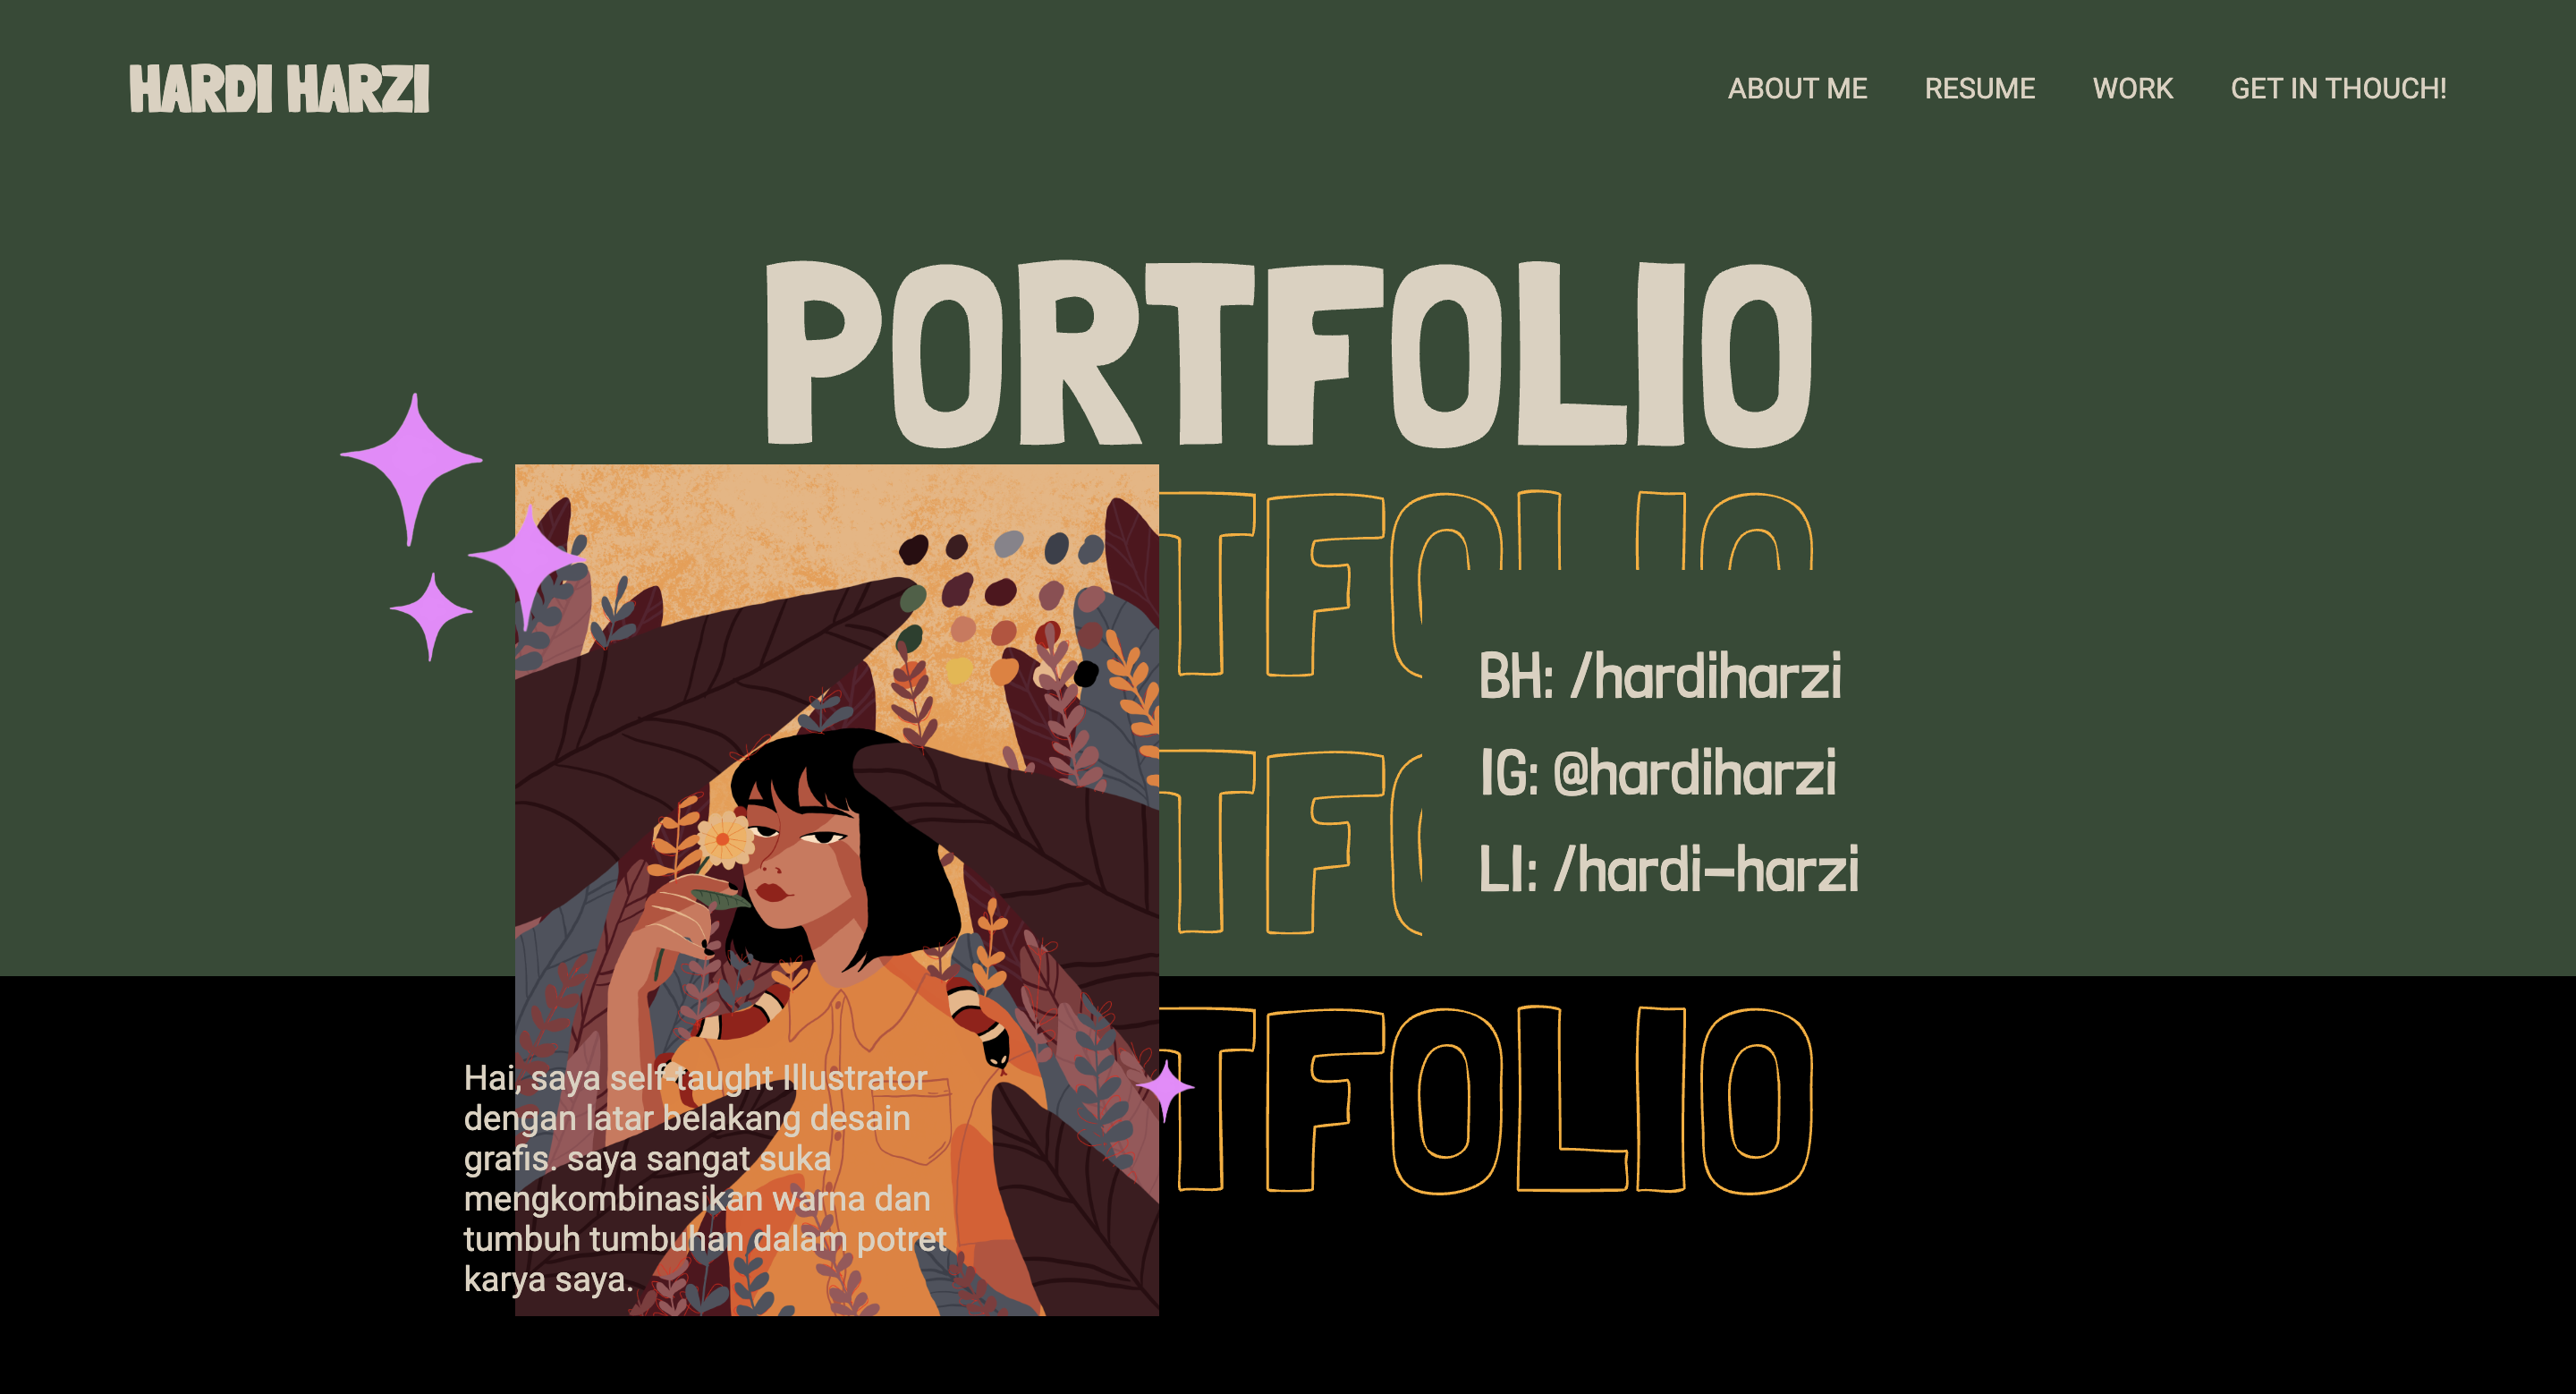 HARDI HARZI
ABOUT ME
RESUME
WORK
GET IN THOUCH!
PORTFOLIO
TFOLIO
BH: /hardiharzi
TFO
IG: @hardiharzi
LI: /hardi-harzi
TFOLIO
Hai, saya self-taught Illustrator
dengan latar belakang desain
grafis. saya sangat suka
mengkombinasikan warna dan
tumbuh tumbuhan dalam potret
karya saya.